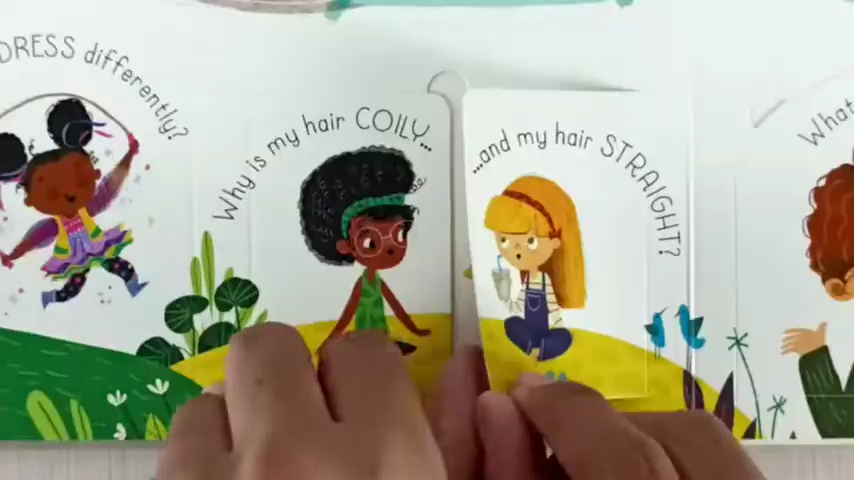 DRESS differently?
Why is my hair COILY...
...and my hair STRAIGHT?
What